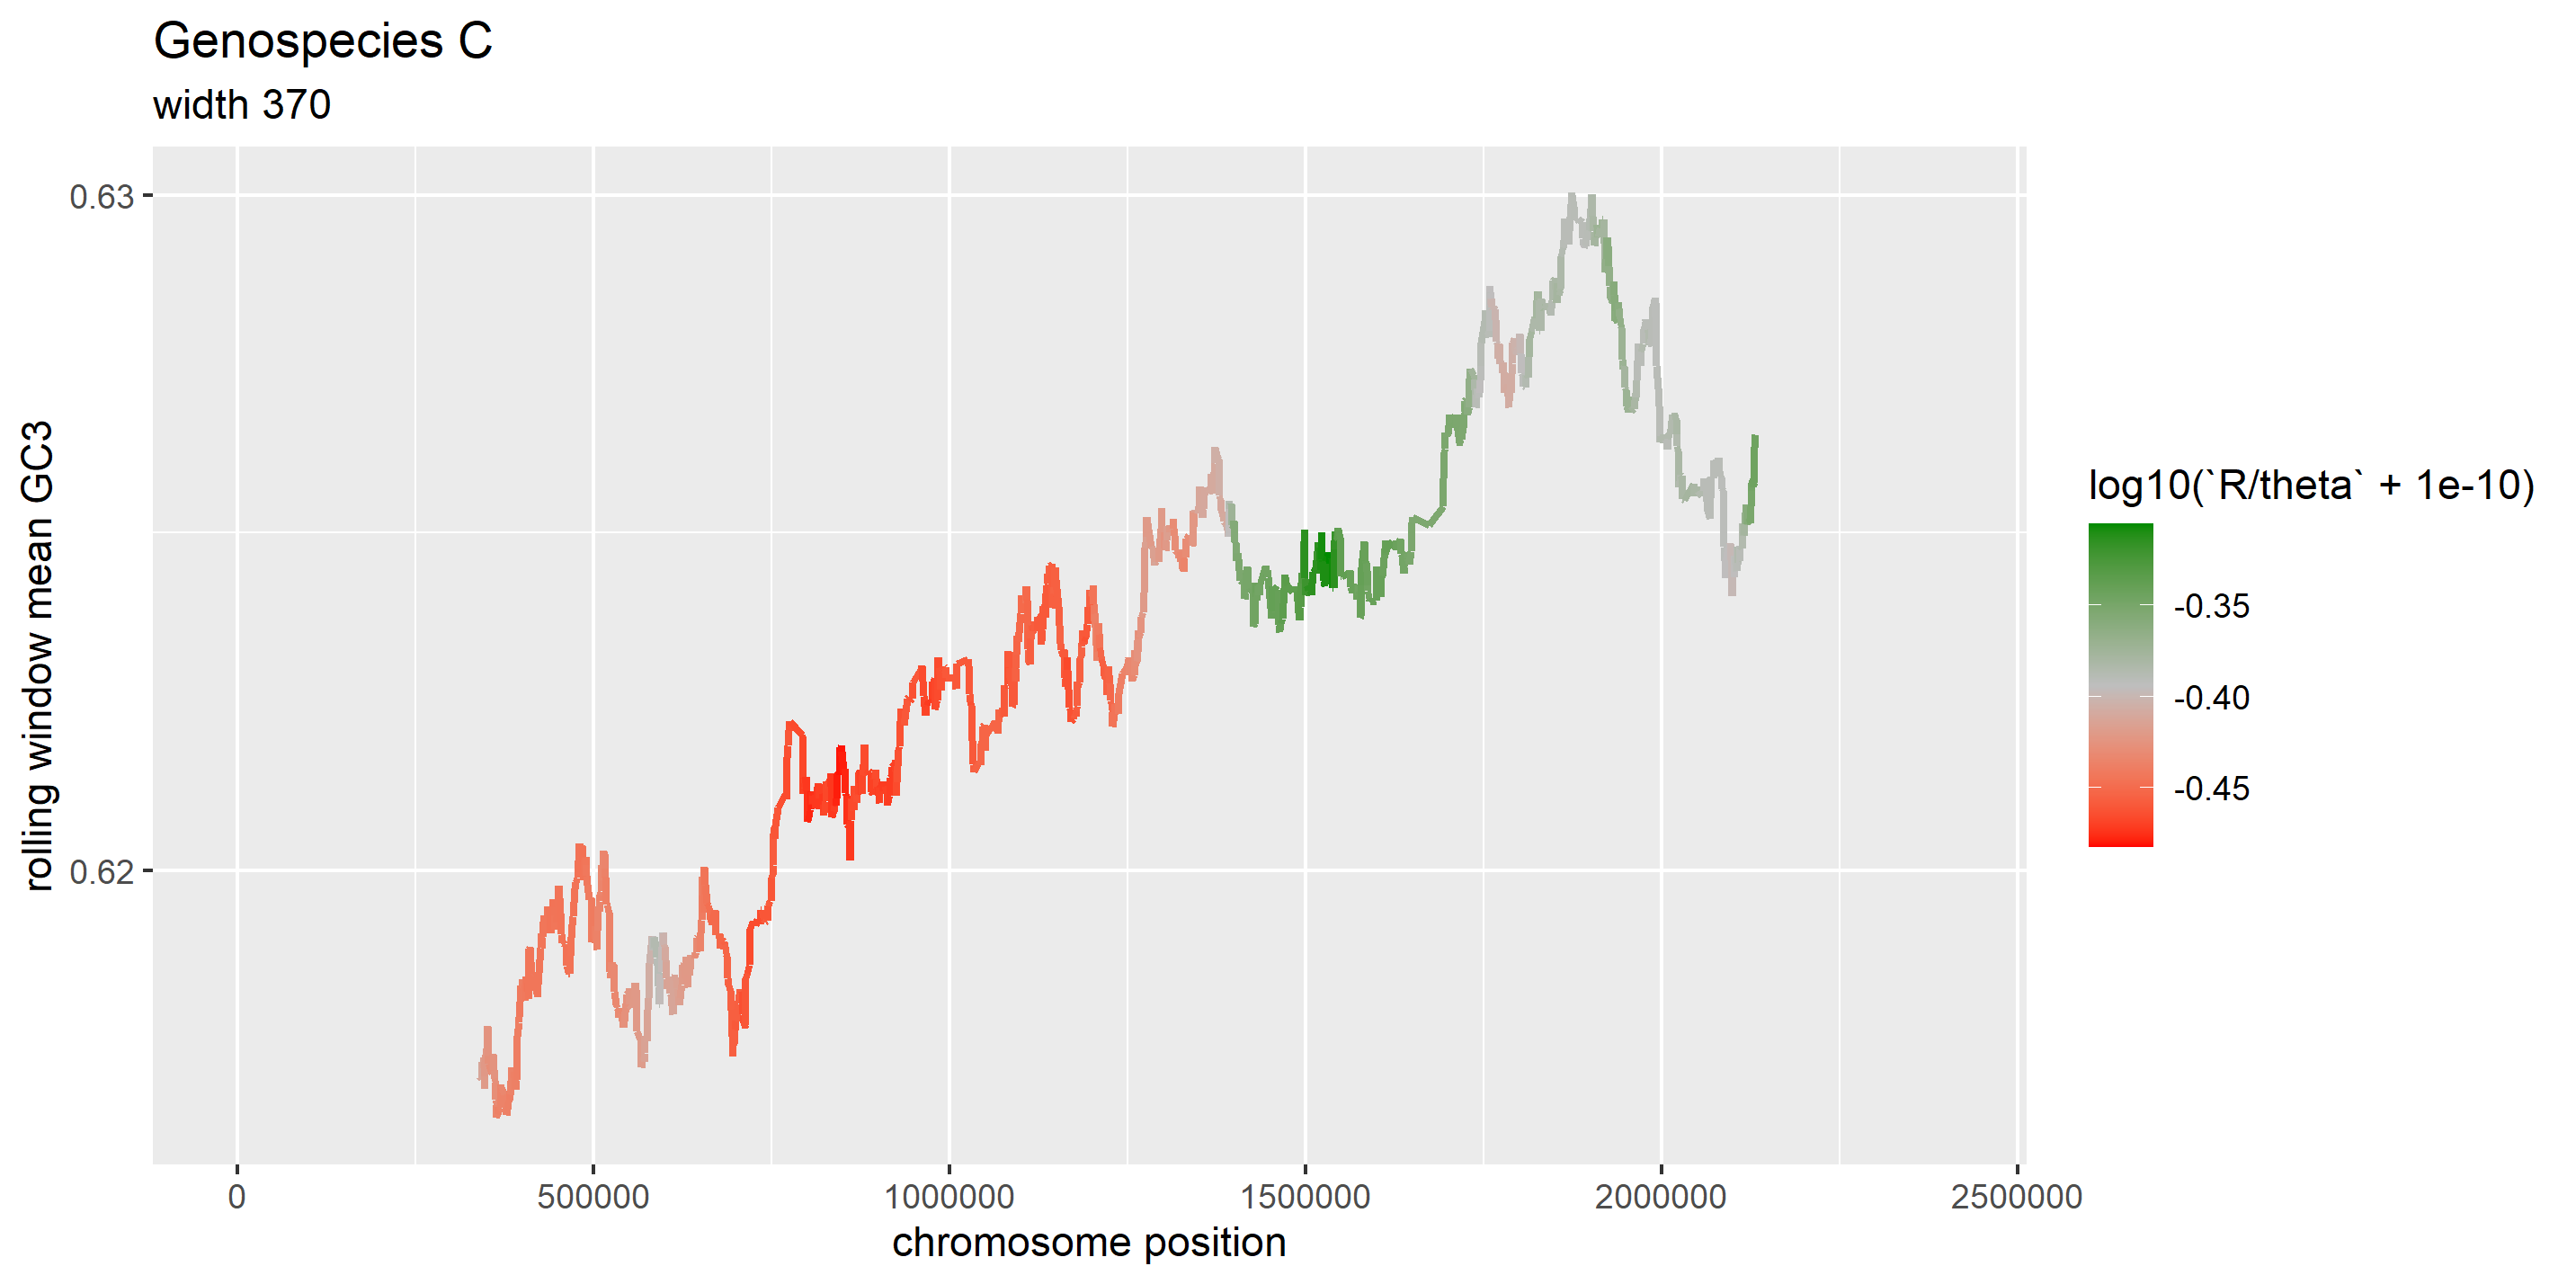 Genospecies C
width 370
0.63
0.62
rolling window mean GC3
0
500000
1000000
1500000
2000000
2500000
chromosome position
log10(`R/theta` + 1e-10)
-0.35
-0.40
-0.45